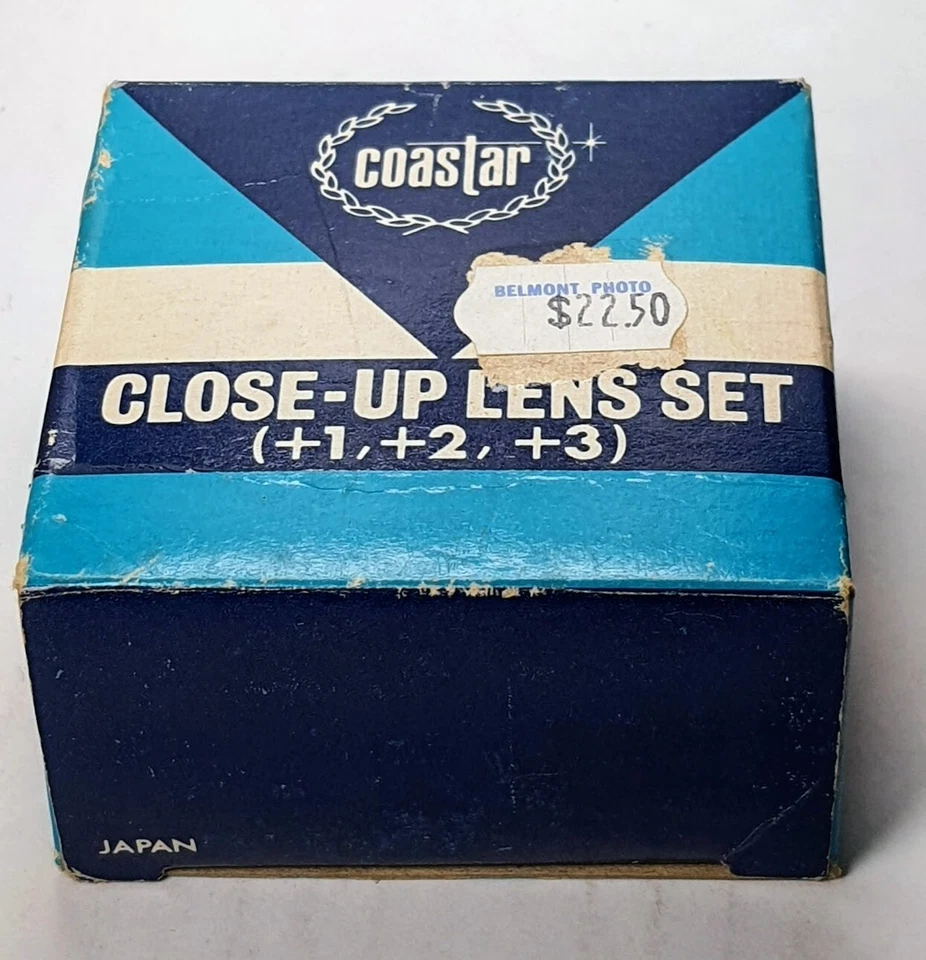 coastar
BELMONT PHOTO
$22.50
CLOSE-UP LENS SET
(+1, +2, +3)
JAPAN